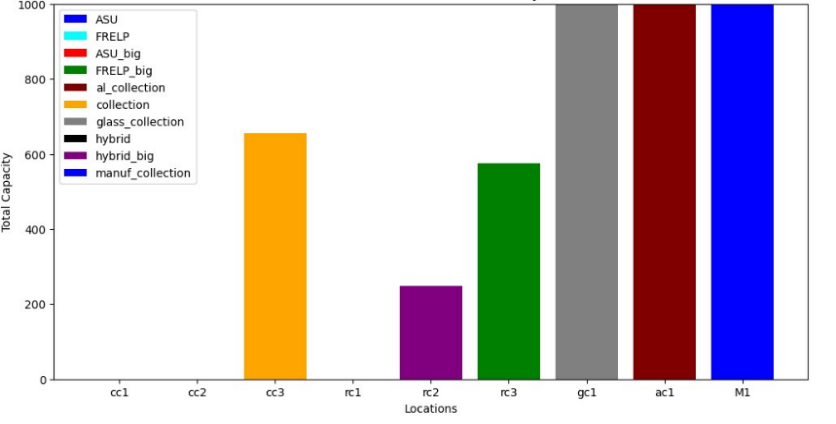 1000
800
600
400
200
0
Total Capacity
ASU
FRELP
ASU_big
FRELP_big
al_collection
collection
glass_collection
hybrid
hybrid_big
manuf_collection
cc1 cc2 cc3 rc1 rc2 rc3 gc1 ac1 M1
Locations